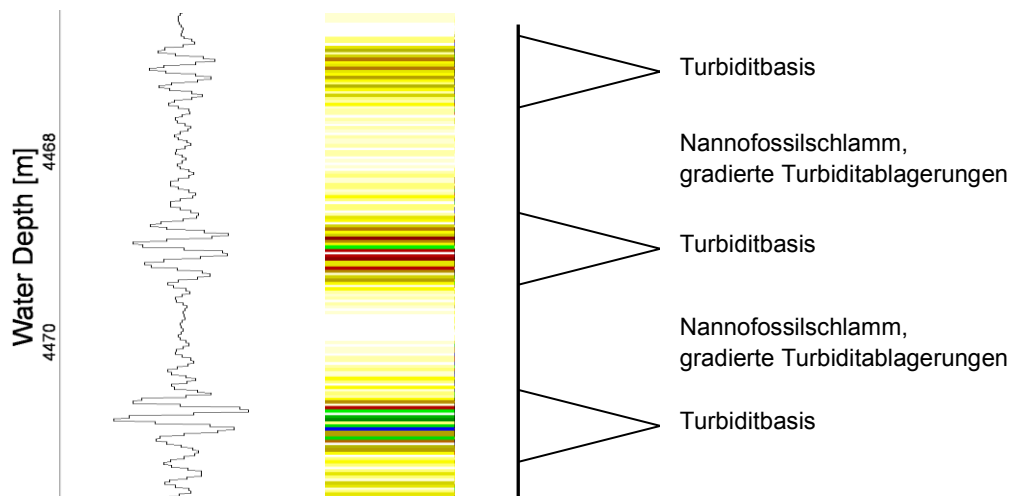 Water Depth [m]
4468
4470
Turbiditbasis
Nannofossilschlamm,
gradierte Turbiditablagerungen
Turbiditbasis
Nannofossilschlamm,
gradierte Turbiditablagerungen
Turbiditbasis